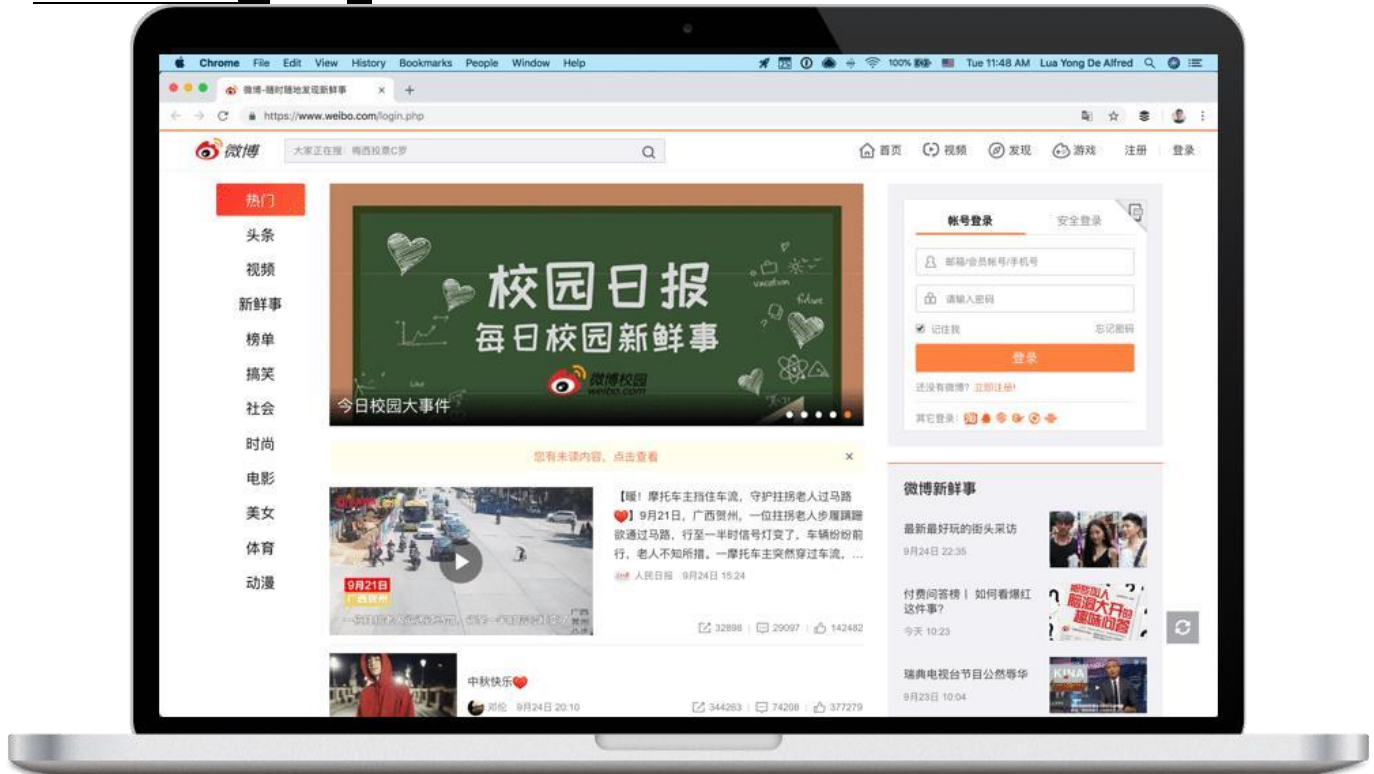 Chrome File Edit View History Bookmarks People Window Help 100% Tue 11:48 AM Lua Yong De Alfred
微博-随时随地发现新鲜事
https://www.weibo.com/login.php
微博
大家正在搜：梅西投票C罗
首页 视频 发现 游戏 注册 登录
热门
头条
视频
新鲜事
榜单
搞笑
社会
时尚
电影
美女
体育
动漫
校园日报
每日校园新鲜事
微博校园
weibo.com
vacation
future
今日校园大事件
帐号登录 安全登录
邮箱/会员帐号/手机号
请输入密码
记住我 忘记密码
登录
还没有微博？立即注册!
其它登录：
您有未读内容，点击查看
【暖！摩托车主挡住车流，守护拄拐老人过马路
】9月21日，广西贺州，一位拄拐老人步履蹒跚
欲通过马路，行至一半时信号灯变了，车辆纷纷前
行，老人不知所措。一摩托车主突然穿过车流，…
人民日报 9月24日 15:24
32898 29097 142482
9月21日
广西贺州
中秋快乐
邓伦 9月24日 20:10
344263 74208 377279
微博新鲜事
最新最好玩的街头采访
9月24日 22:35
付费问答榜丨 如何看爆红
这件事？
今天 10:23
脑洞大开的
趣味问答
瑞典电视台节目公然辱华
9月23日 10:04
KINA